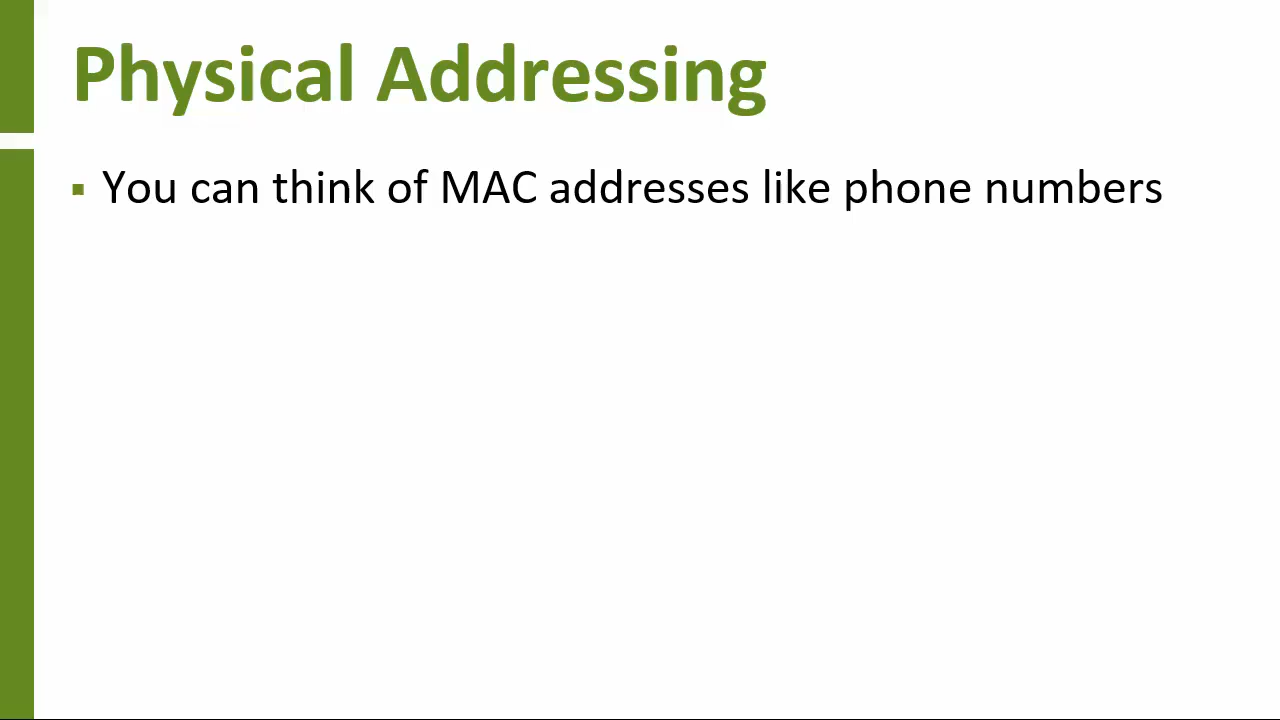 Physical Addressing
▪ You can think of MAC addresses like phone numbers